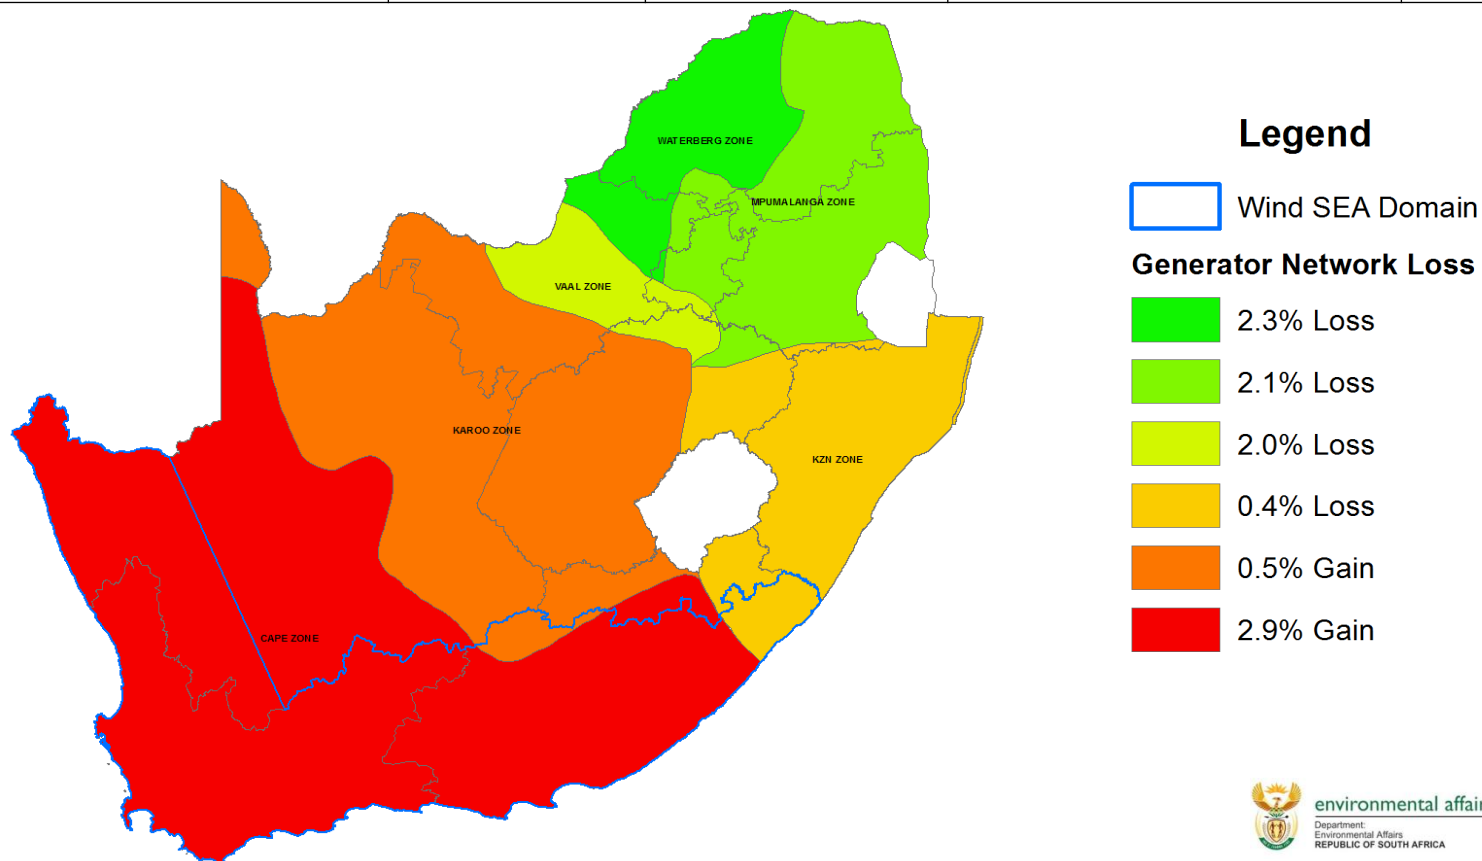 WATERBERG ZONE
MPUMALANGA ZONE
VAAL ZONE
KAROO ZONE
KZN ZONE
CAPE ZONE
Legend
Wind SEA Domain
Generator Network Loss
2.3% Loss
2.1% Loss
2.0% Loss
0.4% Loss
0.5% Gain
2.9% Gain
environmental affair
Department:
Environmental Affairs
REPUBLIC OF SOUTH AFRICA